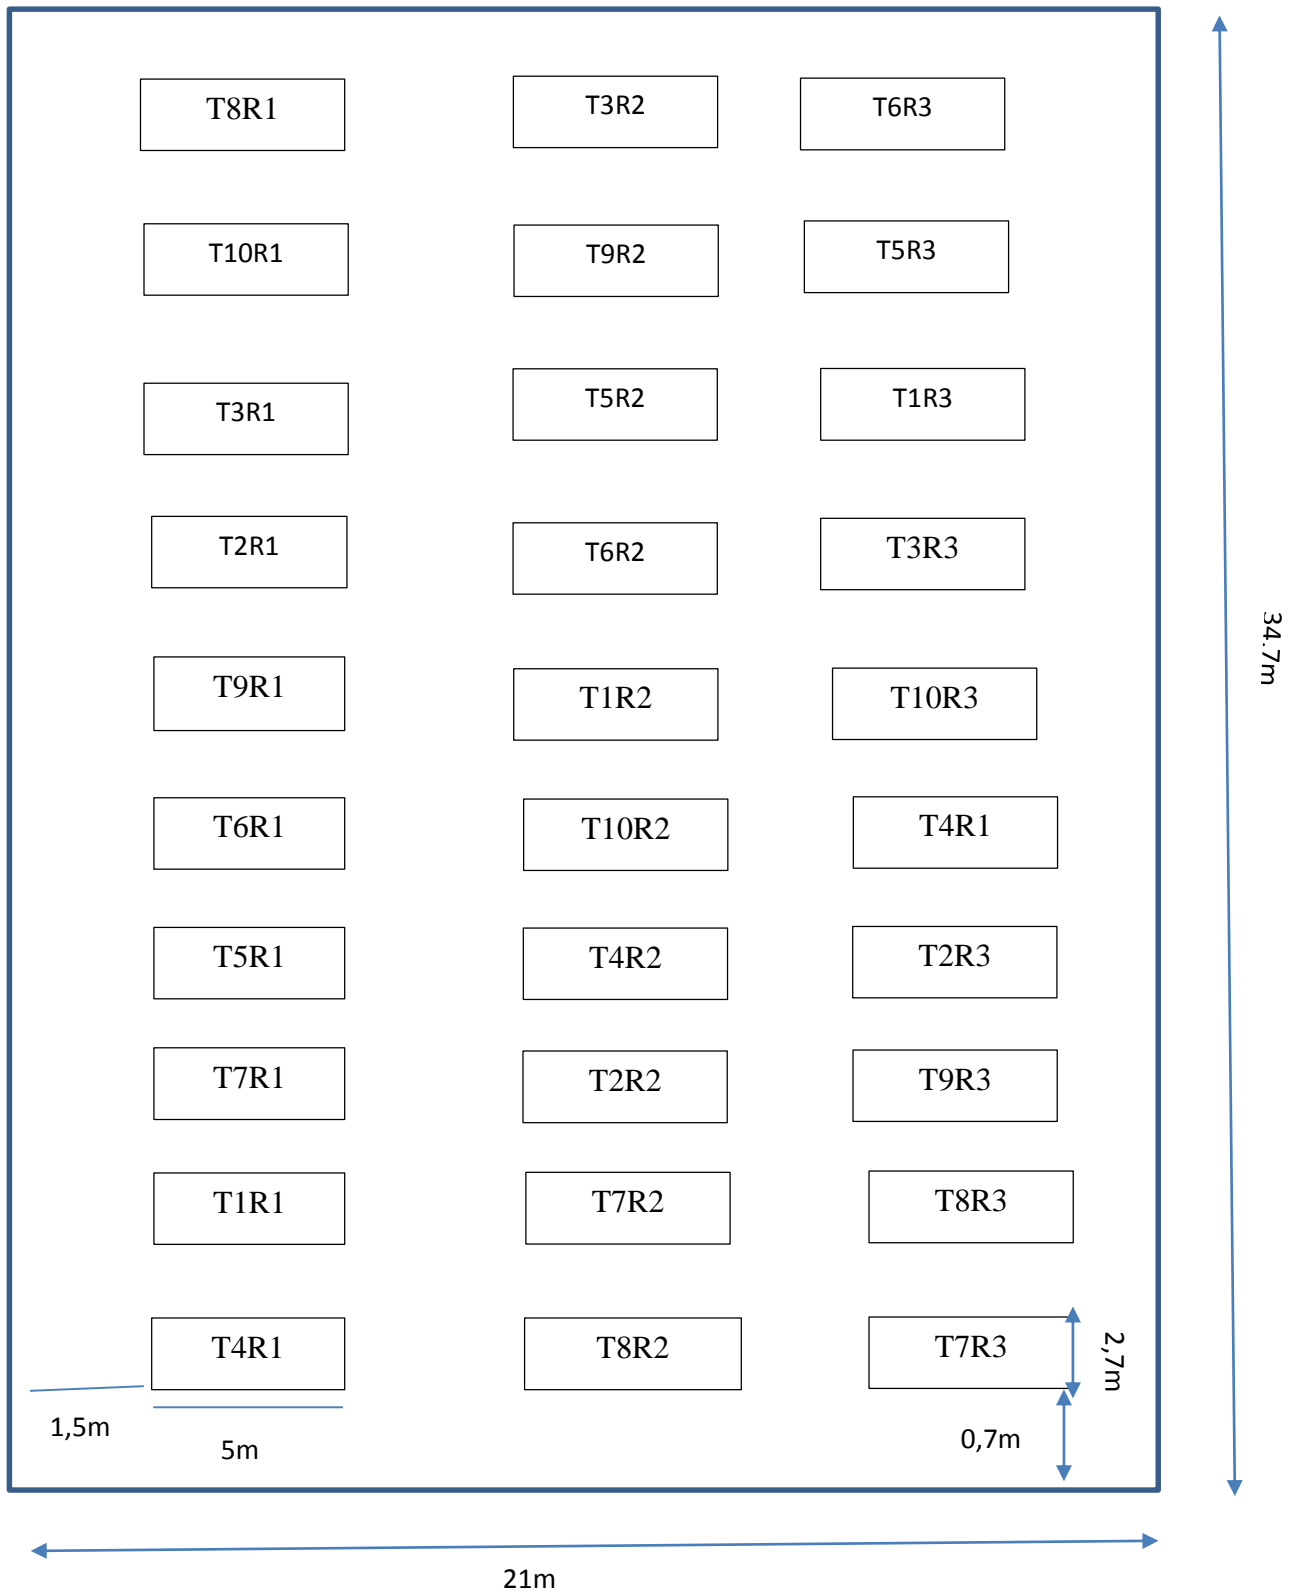 T8R1
T3R2
T6R3
T10R1
T9R2
T5R3
T3R1
T5R2
T1R3
T2R1
T6R2
T3R3
T9R1
T1R2
T10R3
T6R1
T10R2
T4R1
T5R1
T4R2
T2R3
T7R1
T2R2
T9R3
T1R1
T7R2
T8R3
T4R1
T8R2
T7R3
2,7m
1,5m
5m
0,7m
34.7m
21m